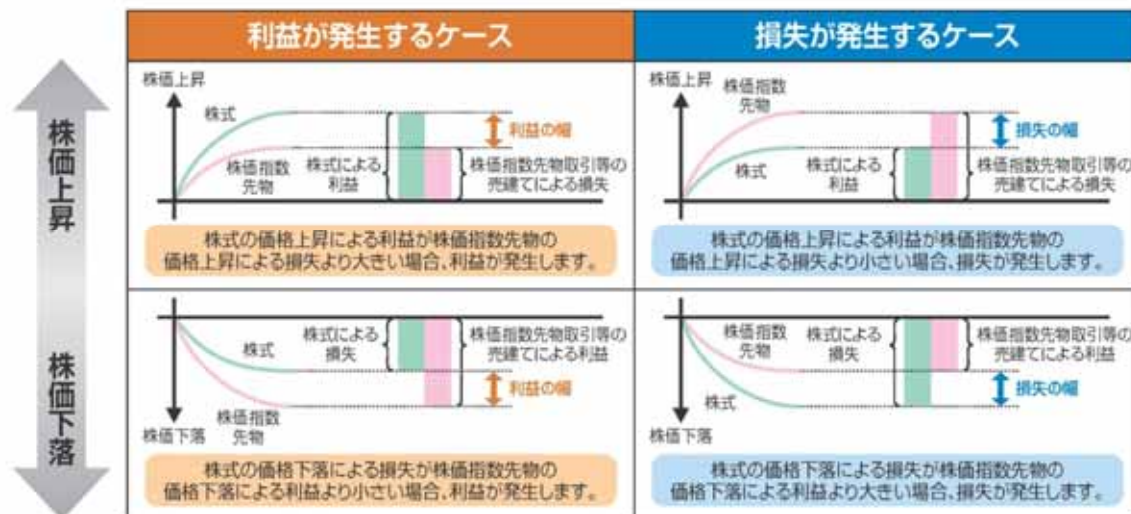 利益が発生するケース
損失が発生するケース
株価上昇
株価下落
株価上昇
株式
株価指数
先物
株式による
利益
利益の幅
株価指数先物取引等の
売建てによる損失
株式の価格上昇による利益が株価指数先物の
価格上昇による損失より大きい場合、利益が発生します。
株価上昇
株価指数
先物
株式
株式による
利益
損失の幅
株価指数先物取引等の
売建てによる損失
株式の価格上昇による利益が株価指数先物の
価格上昇による損失より小さい場合、損失が発生します。
株式
株価指数
先物
株価下落
株式による
損失
株価指数先物取引等の
売建てによる利益
利益の幅
株式の価格下落による損失が株価指数先物の
価格下落による利益より小さい場合、利益が発生します。
株価指数
先物
株式
株価下落
株式による
損失
株価指数先物取引等の
売建てによる利益
損失の幅
株式の価格下落による損失が株価指数先物の
価格下落による利益より大きい場合、損失が発生します。